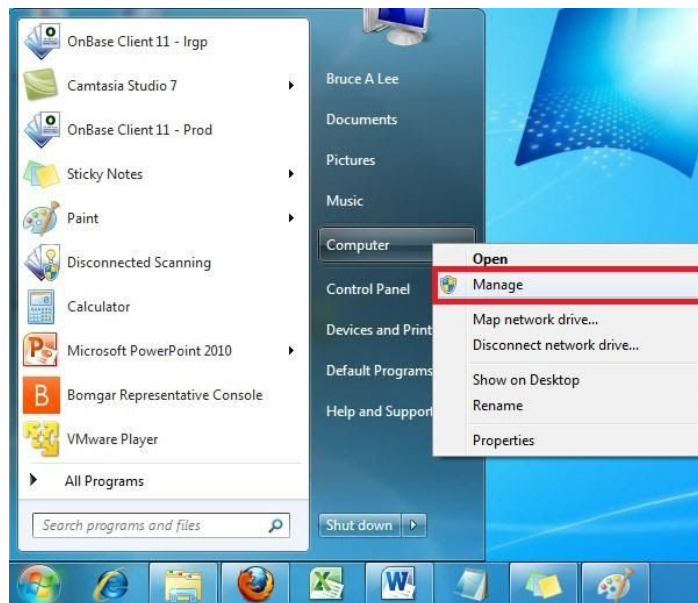 OnBase Client 11 - Irgp
Camtasia Studio 7
OnBase Client 11 - Prod
Sticky Notes
Paint
Disconnected Scanning
Calculator
Microsoft PowerPoint 2010
Bomgar Representative Console
VMware Player
All Programs
Search programs and files
Bruce A Lee
Documents
Pictures
Music
Computer
Control Panel
Devices and Print
Default Programs
Help and Support
Shut down
Open
Manage
Map network drive...
Disconnect network drive...
Show on Desktop
Rename
Properties